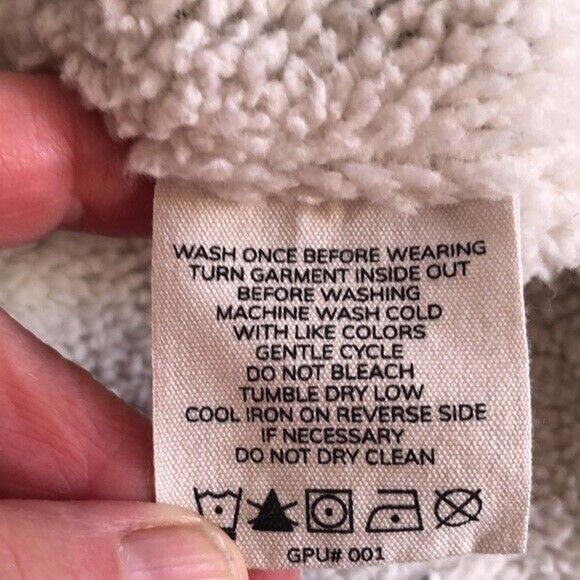 WASH ONCE BEFORE WEARING
TURN GARMENT INSIDE OUT
BEFORE WASHING
MACHINE WASH COLD
WITH LIKE COLORS
GENTLE CYCLE
DO NOT BLEACH
TUMBLE DRY LOW
COOL IRON ON REVERSE SIDE
IF NECESSARY
DO NOT DRY CLEAN
GPU# 001